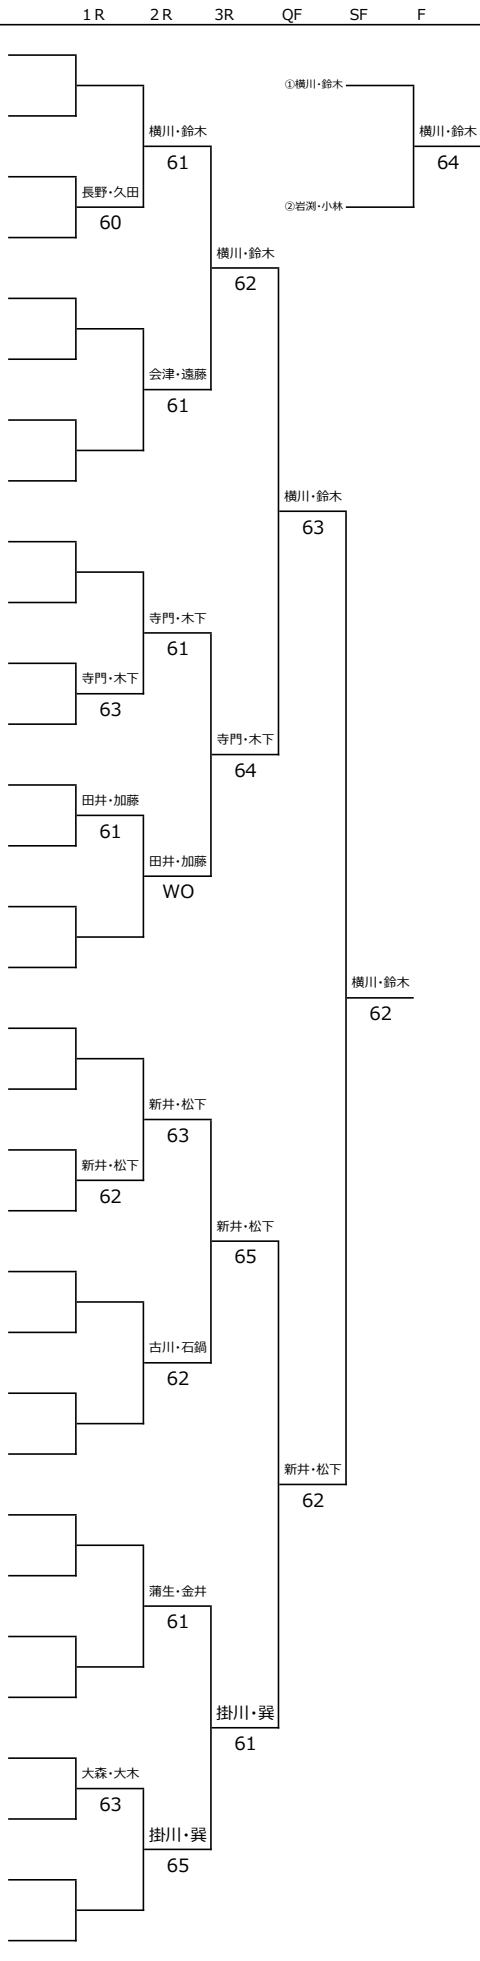 1R 2R 3R QF SF F
①横川・鈴木
横川・鈴木 横川・鈴木
61 64
長野・久田 ②岩渕・小林
60
横川・鈴木
62
会津・遠藤
61
横川・鈴木
63
寺門・木下
61
寺門・木下
63
寺門・木下
64
田井・加藤
61
田井・加藤
WO
横川・鈴木
62
新井・松下
63
新井・松下
62
新井・松下
65
古川・石鍋
62
新井・松下
62
蒲生・金井
61
掛川・巽
61
大森・大木
63
掛川・巽
65